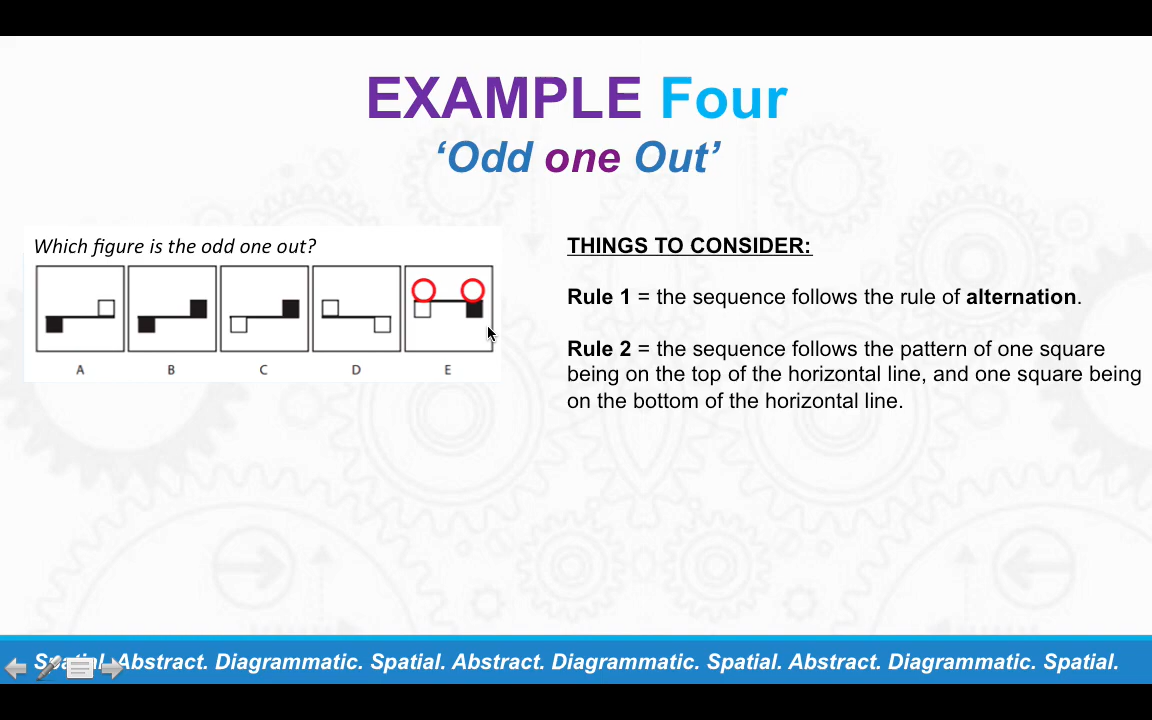 EXAMPLE Four
‘Odd one Out’
Which figure is the odd one out?
A B C D E
THINGS TO CONSIDER:
Rule 1 = the sequence follows the rule of alternation.
Rule 2 = the sequence follows the pattern of one square
being on the top of the horizontal line, and one square being
on the bottom of the horizontal line.
Spatial. Abstract. Diagrammatic. Spatial. Abstract. Diagrammatic. Spatial. Abstract. Diagrammatic. Spatial.